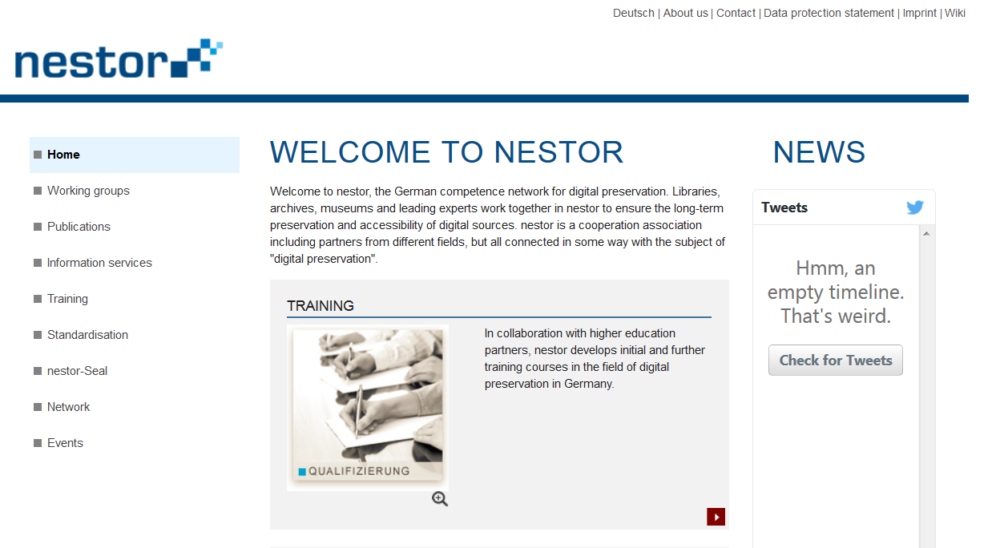 Deutsch | About us | Contact | Data protection statement | Imprint | Wiki
nestor
Home
Working groups
Publications
Information services
Training
Standardisation
nestor-Seal
Network
Events
WELCOME TO NESTOR
Welcome to nestor, the German competence network for digital preservation. Libraries,
archives, museums and leading experts work together in nestor to ensure the long-term
preservation and accessibility of digital sources. nestor is a cooperation association
including partners from different fields, but all connected in some way with the subject of
"digital preservation".
TRAINING
QUALIFIZIERUNG
In collaboration with higher education
partners, nestor develops initial and further
training courses in the field of digital
preservation in Germany.
NEWS
Tweets
Hmm, an
empty timeline.
That's weird.
Check for Tweets